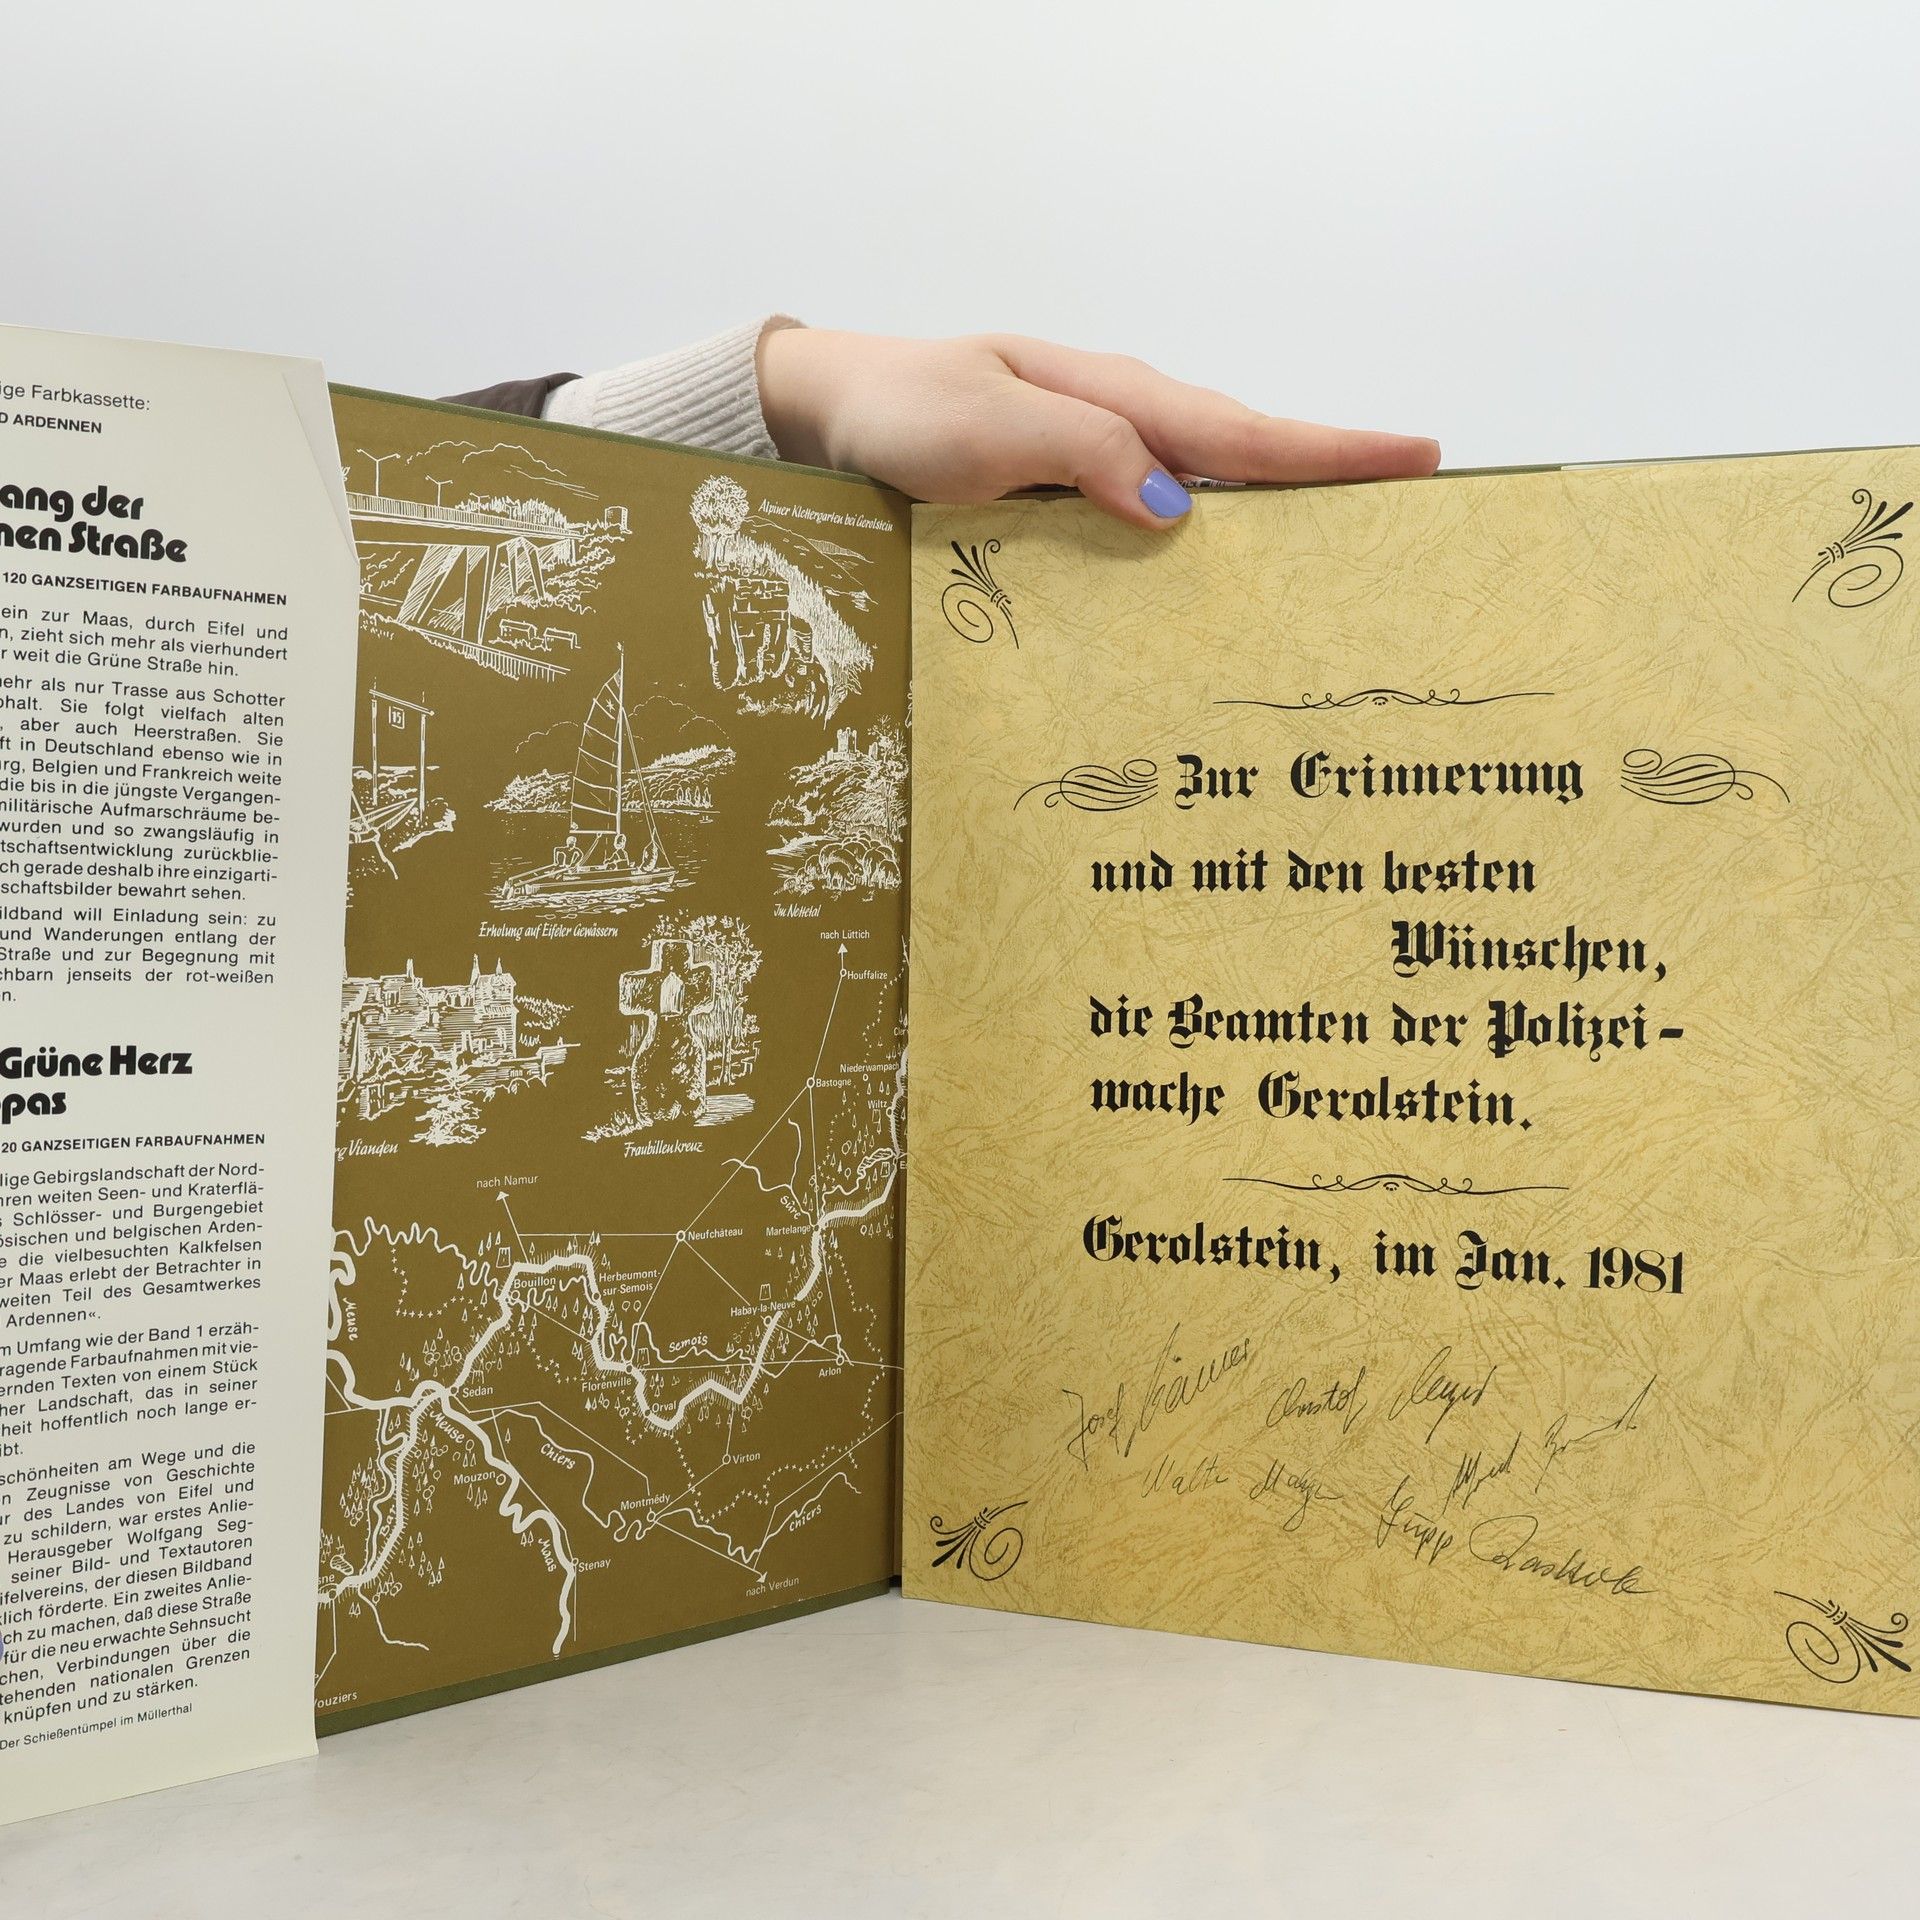 ige Farbkassette:
D ARDENNEN
ang der
nen Straße
120 GANZSEITIGEN FARBAUFNAHMEN
ein zur Maas, durch Eifel und
n, zieht sich mehr als vierhundert
r weit die Grüne Straße hin.
ehr als nur Trasse aus Schotter
phalt. Sie folgt vielfach alten
, aber auch Heerstraßen. Sie
ft in Deutschland ebenso wie in
urg, Belgien und Frankreich weite
die bis in die jüngste Vergangen-
militärische Aufmarschräume be-
wurden und so zwangsläufig in
tschaftsentwicklung zurückblie-
ch gerade deshalb ihre einzigarti-
schaftsbilder bewahrt sehen.
ildband will Einladung sein: zu
und Wanderungen entlang der
Straße und zur Begegnung mit
chbarn jenseits der rot-weißen
n.
Grüne Herz
pas
20 GANZSEITIGEN FARBAUFNAHMEN
lige Gebirgslandschaft der Nord-
hren weiten Seen- und Kraterflä-
s Schlösser- und Burgengebiet
ösischen und belgischen Arden-
e die vielbesuchten Kalkfelsen
er Maas erlebt der Betrachter in
weiten Teil des Gesamtwerkes
Ardennen«.
m Umfang wie der Band 1 erzäh-
ragende Farbaufnahmen mit vie-
ernden Texten von einem Stück
her Landschaft, das in seiner
heit hoffentlich noch lange er-
ibt.
schönheiten am Wege und die
n Zeugnisse von Geschichte
ur des Landes von Eifel und
zu schildern, war erstes Anlie-
Herausgeber Wolfgang Seg-
seiner Bild- und Textautoren
ifelvereins, der diesen Bildband
klich förderte. Ein zweites Anlie-
ch zu machen, daß diese Straße
für die neu erwachte Sehnsucht
chen, Verbindungen über die
tehenden nationalen Grenzen
knüpfen und zu stärken.
Der Schießentümpel im Müllerthal
Alpiner Klettergarten bei Gerolstein
15
Erholung auf Eifeler Gewässern
Im Nettetal
rg Vianden
Fraubillenkreuz
nach Lüttich
Houffalize
Niederwampach
Bastogne
Wiltz
nach Namur
Sûre
Neufchâteau
Martelange
Bouillon
Herbeumont-
sur-Semois
Meuse
Habay-la-Neuve
Semois
Arlon
Sedan
Florenville
Orval
Meuse
Chiers
Virton
Mouzon
Montmédy
Chiers
Bar
Maas
Stenay
nach Verdun
sne
Vouziers
Zur Erinnerung
und mit den besten
Wünschen,
die Beamten der Polizei-
wache Gerolstein.
Gerolstein, im Jan. 1981
Josef